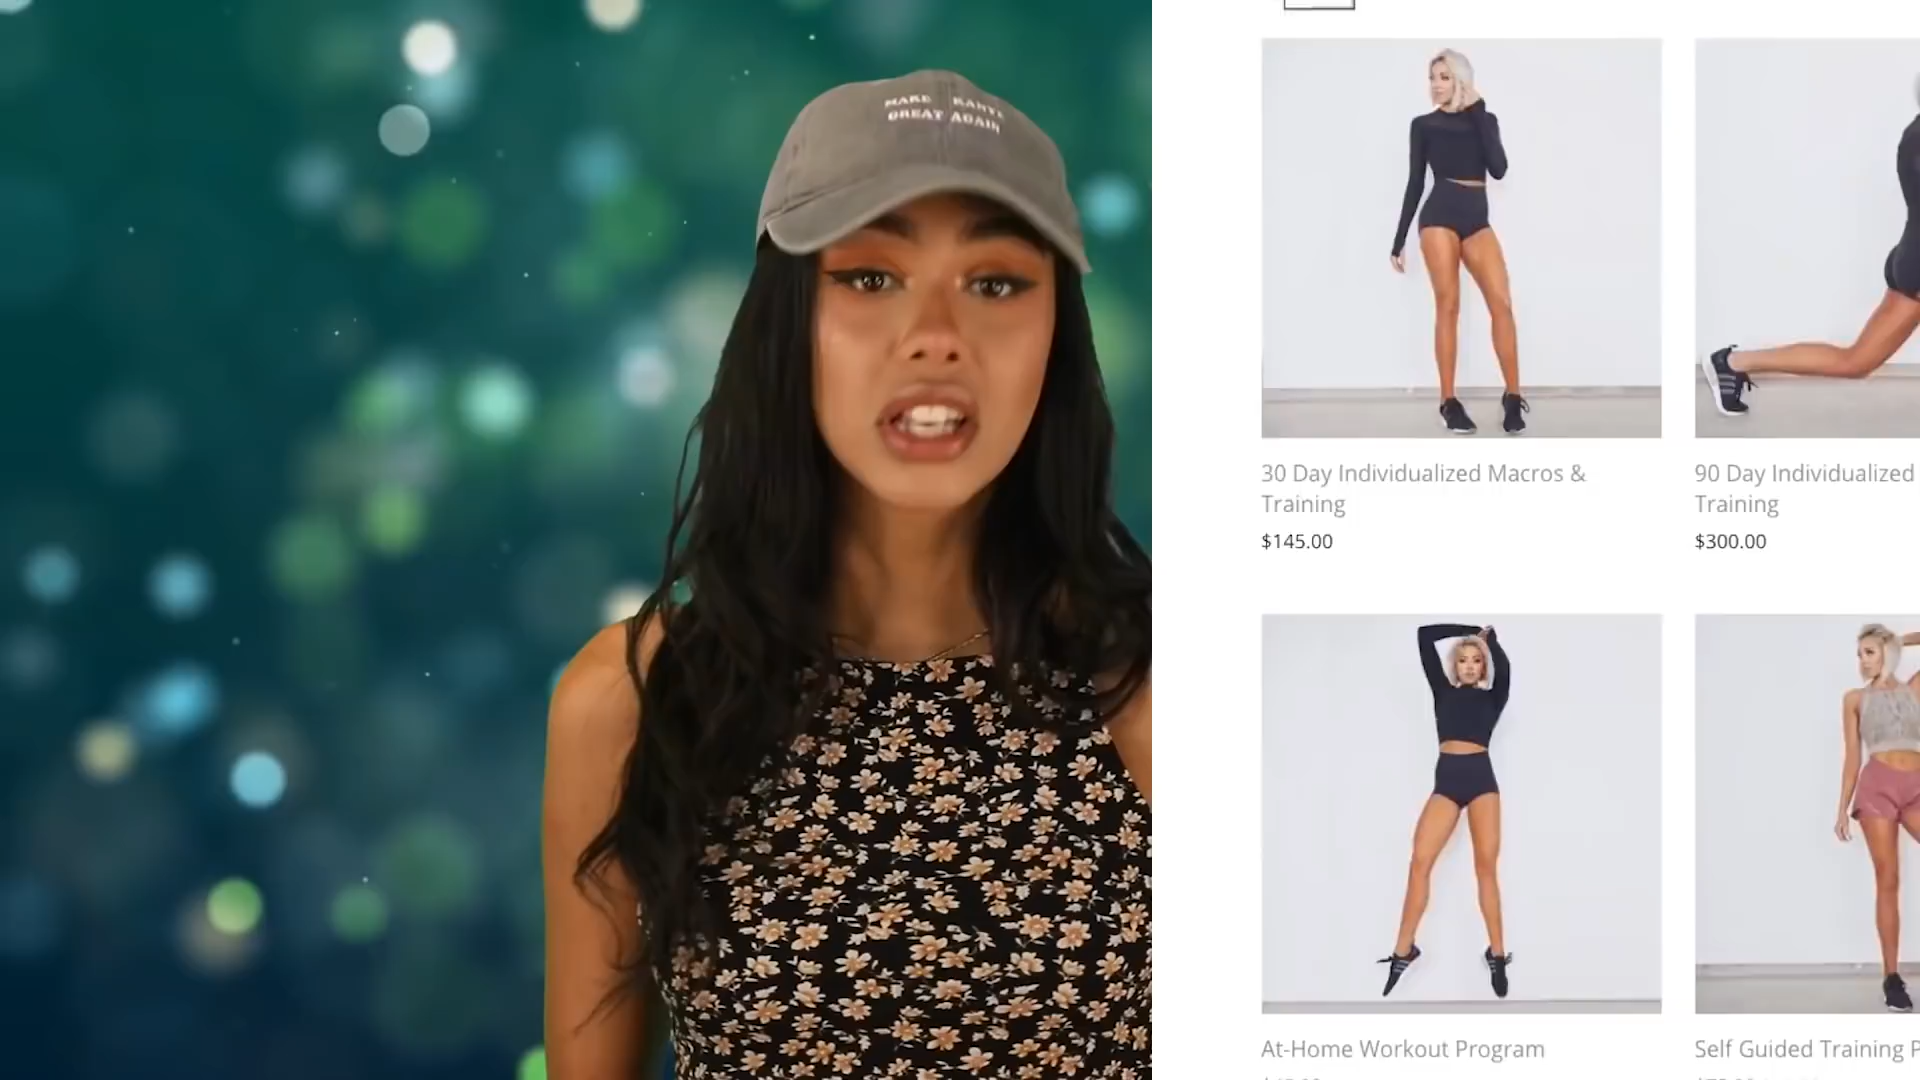 MAKE KANYE
GREAT AGAIN
30 Day Individualized Macros &
Training
$145.00
90 Day Individualized
Training
$300.00
At-Home Workout Program
Self Guided Training